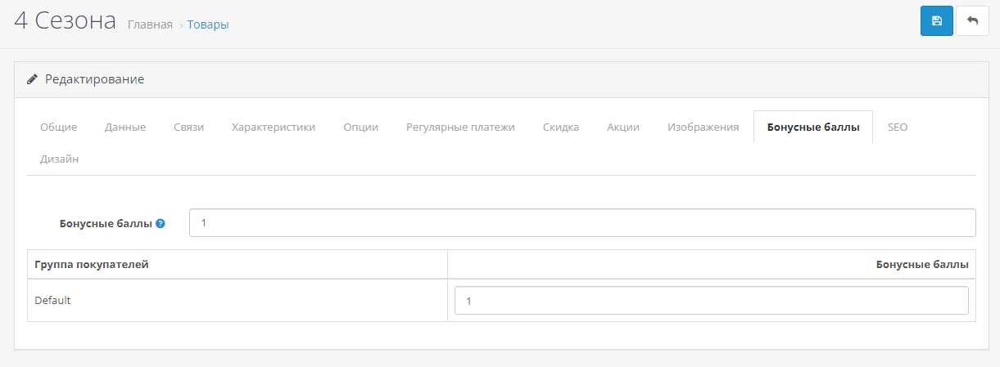 4 Сезона Главная › Товары
Редактирование
Общие Данные Связи Характеристики Опции Регулярные платежи Скидка Акции Изображения Бонусные баллы SEO
Дизайн
Бонусные баллы ? 1
Группа покупателей Бонусные баллы
Default 1